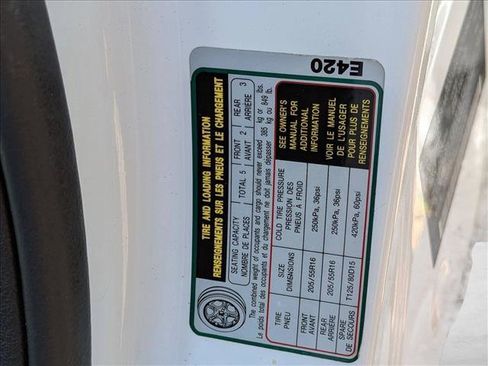 E420
TIRE AND LOADING INFORMATION
RENSEIGNEMENTS SUR LES PNEUS ET LE CHARGEMENT
SEATING CAPACITY
NOMBRE DE PLACES
TOTAL 5
FRONT
AVANT 2
REAR
ARRIÈRE 3
The combined weight of occupants and cargo should never exceed 385 kg or 849 lb.
Le poids total des occupants et du chargement ne doit jamais dépasser 385 kg ou 849 lb.
TIRE
PNEU
SIZE
DIMENSIONS
COLD TIRE PRESSURE
PRESSION DES
PNEUS À FROID
SEE OWNER'S
MANUAL FOR
ADDITIONAL
INFORMATION
FRONT
AVANT
205/55R16
250kPa, 36psi
REAR
ARRIÈRE
205/55R16
250kPa, 36psi
VOIR LE MANUEL
DE L'USAGER
POUR PLUS DE
RENSEIGNEMENTS
SPARE
DE SECOURS
T125/80D15
420kPa, 60psi